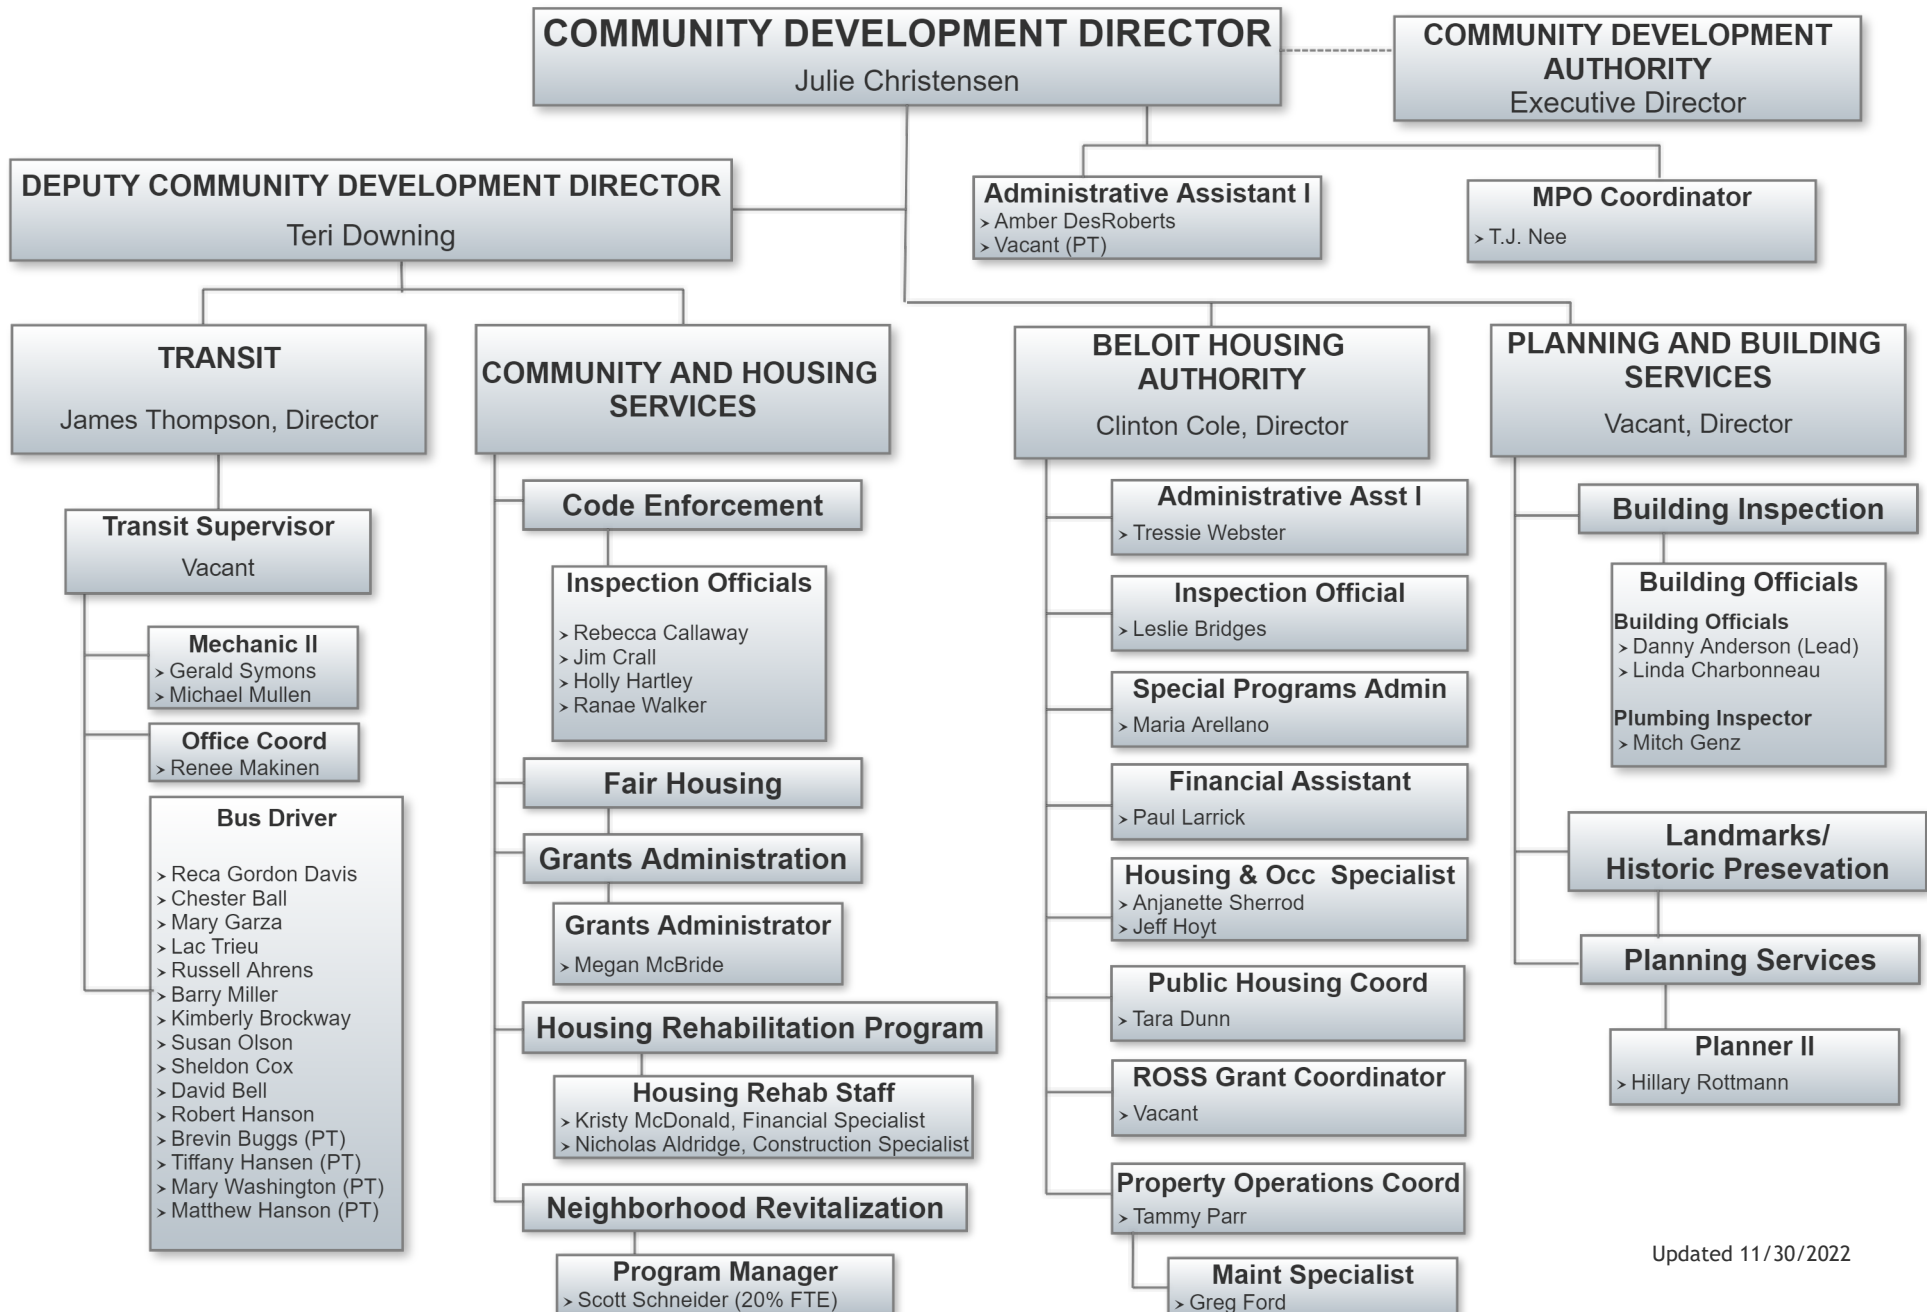 COMMUNITY DEVELOPMENT DIRECTOR
Julie Christensen
COMMUNITY DEVELOPMENT
AUTHORITY
Executive Director
DEPUTY COMMUNITY DEVELOPMENT DIRECTOR
Teri Downing
Administrative Assistant I
> Amber DesRoberts
> Vacant (PT)
MPO Coordinator
> T.J. Nee
TRANSIT
James Thompson, Director
Transit Supervisor
Vacant
Mechanic II
> Gerald Symons
> Michael Mullen
Office Coord
> Renee Makinen
Bus Driver
> Reca Gordon Davis
> Chester Ball
> Mary Garza
> Lac Trieu
> Russell Ahrens
> Barry Miller
> Kimberly Brockway
> Susan Olson
> Sheldon Cox
> David Bell
> Robert Hanson
> Brevin Buggs (PT)
> Tiffany Hansen (PT)
> Mary Washington (PT)
> Matthew Hanson (PT)
COMMUNITY AND HOUSING
SERVICES
Code Enforcement
Inspection Officials
> Rebecca Callaway
> Jim Crall
> Holly Hartley
> Ranae Walker
Fair Housing
Grants Administration
Grants Administrator
> Megan McBride
Housing Rehabilitation Program
Housing Rehab Staff
> Kristy McDonald, Financial Specialist
> Nicholas Aldridge, Construction Specialist
Neighborhood Revitalization
Program Manager
> Scott Schneider (20% FTE)
BELOIT HOUSING
AUTHORITY
Clinton Cole, Director
Administrative Asst I
> Tressie Webster
Inspection Official
> Leslie Bridges
Special Programs Admin
> Maria Arellano
Financial Assistant
> Paul Larrick
Housing & Occ Specialist
> Anjanette Sherrod
> Jeff Hoyt
Public Housing Coord
> Tara Dunn
ROSS Grant Coordinator
> Vacant
Property Operations Coord
> Tammy Parr
Maint Specialist
> Greg Ford
PLANNING AND BUILDING
SERVICES
Vacant, Director
Building Inspection
Building Officials
Building Officials
> Danny Anderson (Lead)
> Linda Charbonneau
Plumbing Inspector
> Mitch Genz
Landmarks/
Historic Presevation
Planning Services
Planner II
> Hillary Rottmann
Updated 11/30/2022